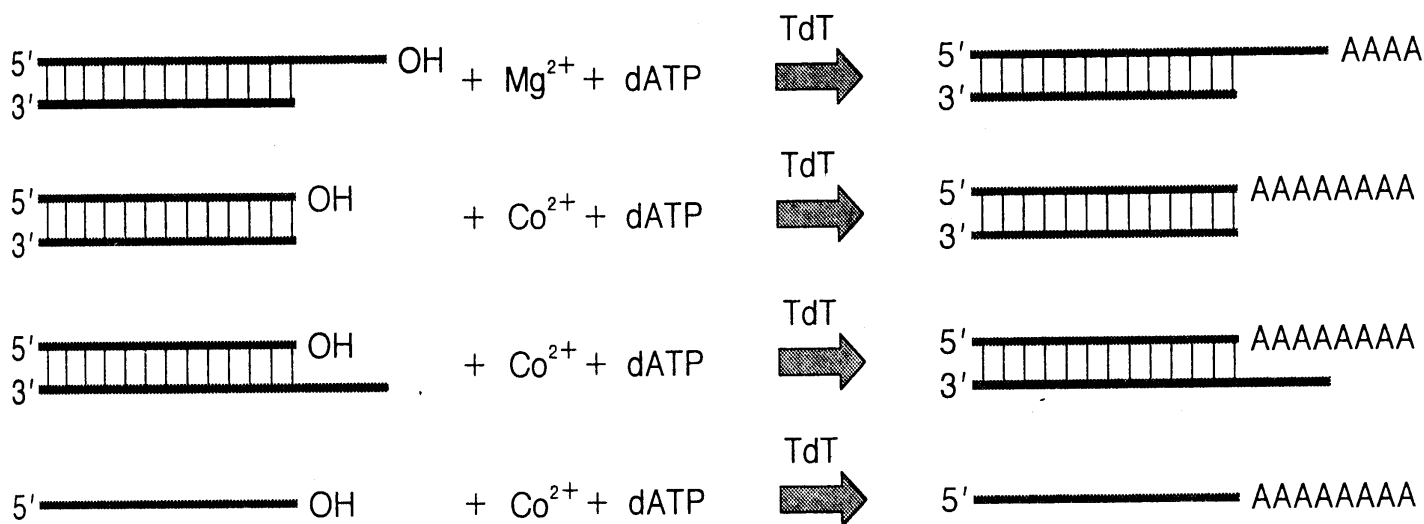 TdT
5' OH + Mg²⁺ + dATP 5' AAAA
3' 3'
TdT
5' OH + Co²⁺ + dATP 5' AAAAAAAA
3' 3'
TdT
5' OH + Co²⁺ + dATP 5' AAAAAAAA
3' 3'
TdT
5' OH + Co²⁺ + dATP 5' AAAAAAAA